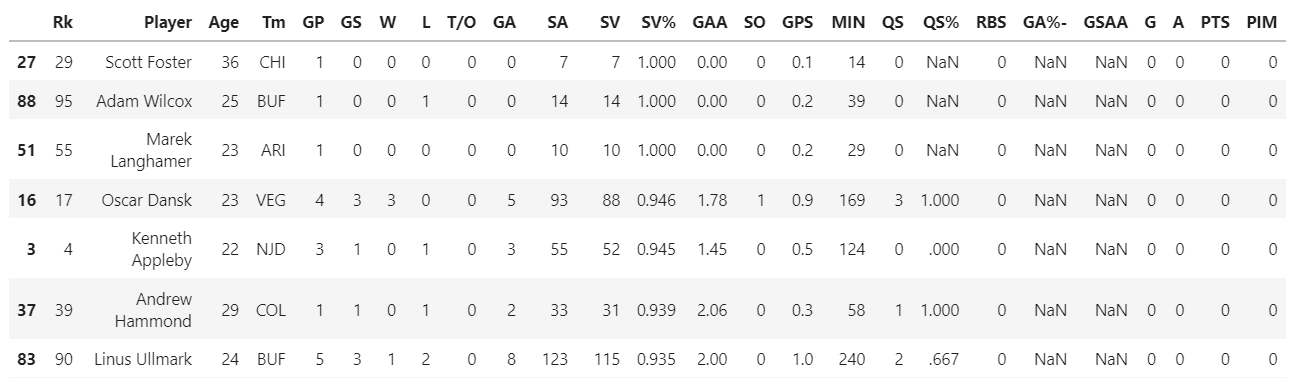 Rk Player Age Tm GP GS W L T/O GA SA SV SV% GAA SO GPS MIN QS QS% RBS GA%- GSAA G A PTS PIM
27 29 Scott Foster 36 CHI 1 0 0 0 0 0 7 7 1.000 0.00 0 0.1 14 0 NaN 0 NaN NaN 0 0 0 0
88 95 Adam Wilcox 25 BUF 1 0 0 1 0 0 14 14 1.000 0.00 0 0.2 39 0 NaN 0 NaN NaN 0 0 0 0
Marek
51 55 23 ARI 1 0 0 0 0 0 10 10 1.000 0.00 0 0.2 29 0 NaN 0 NaN NaN 0 0 0 0
Langhamer
16 17 Oscar Dansk 23 VEG 4 3 3 0 0 5 93 88 0.946 1.78 1 0.9 169 3 1.000 0 NaN NaN 0 0 0 0
Kenneth
3 4 22 NJD 3 1 0 1 0 3 55 52 0.945 1.45 0 0.5 124 0 .000 0 NaN NaN 0 0 0 0
Appleby
Andrew
37 39 29 COL 1 1 0 1 0 2 33 31 0.939 2.06 0 0.3 58 1 1.000 0 NaN NaN 0 0 0 0
Hammond
83 90 Linus Ullmark 24 BUF 5 3 1 2 0 8 123 115 0.935 2.00 0 1.0 240 2 .667 0 NaN NaN 0 0 0 0